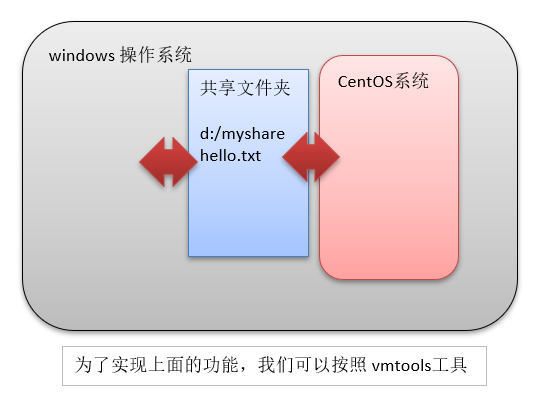 windows 操作系统
共享文件夹
d:/myshare
hello.txt
CentOS系统
为了实现上面的功能，我们可以按照 vmtools工具